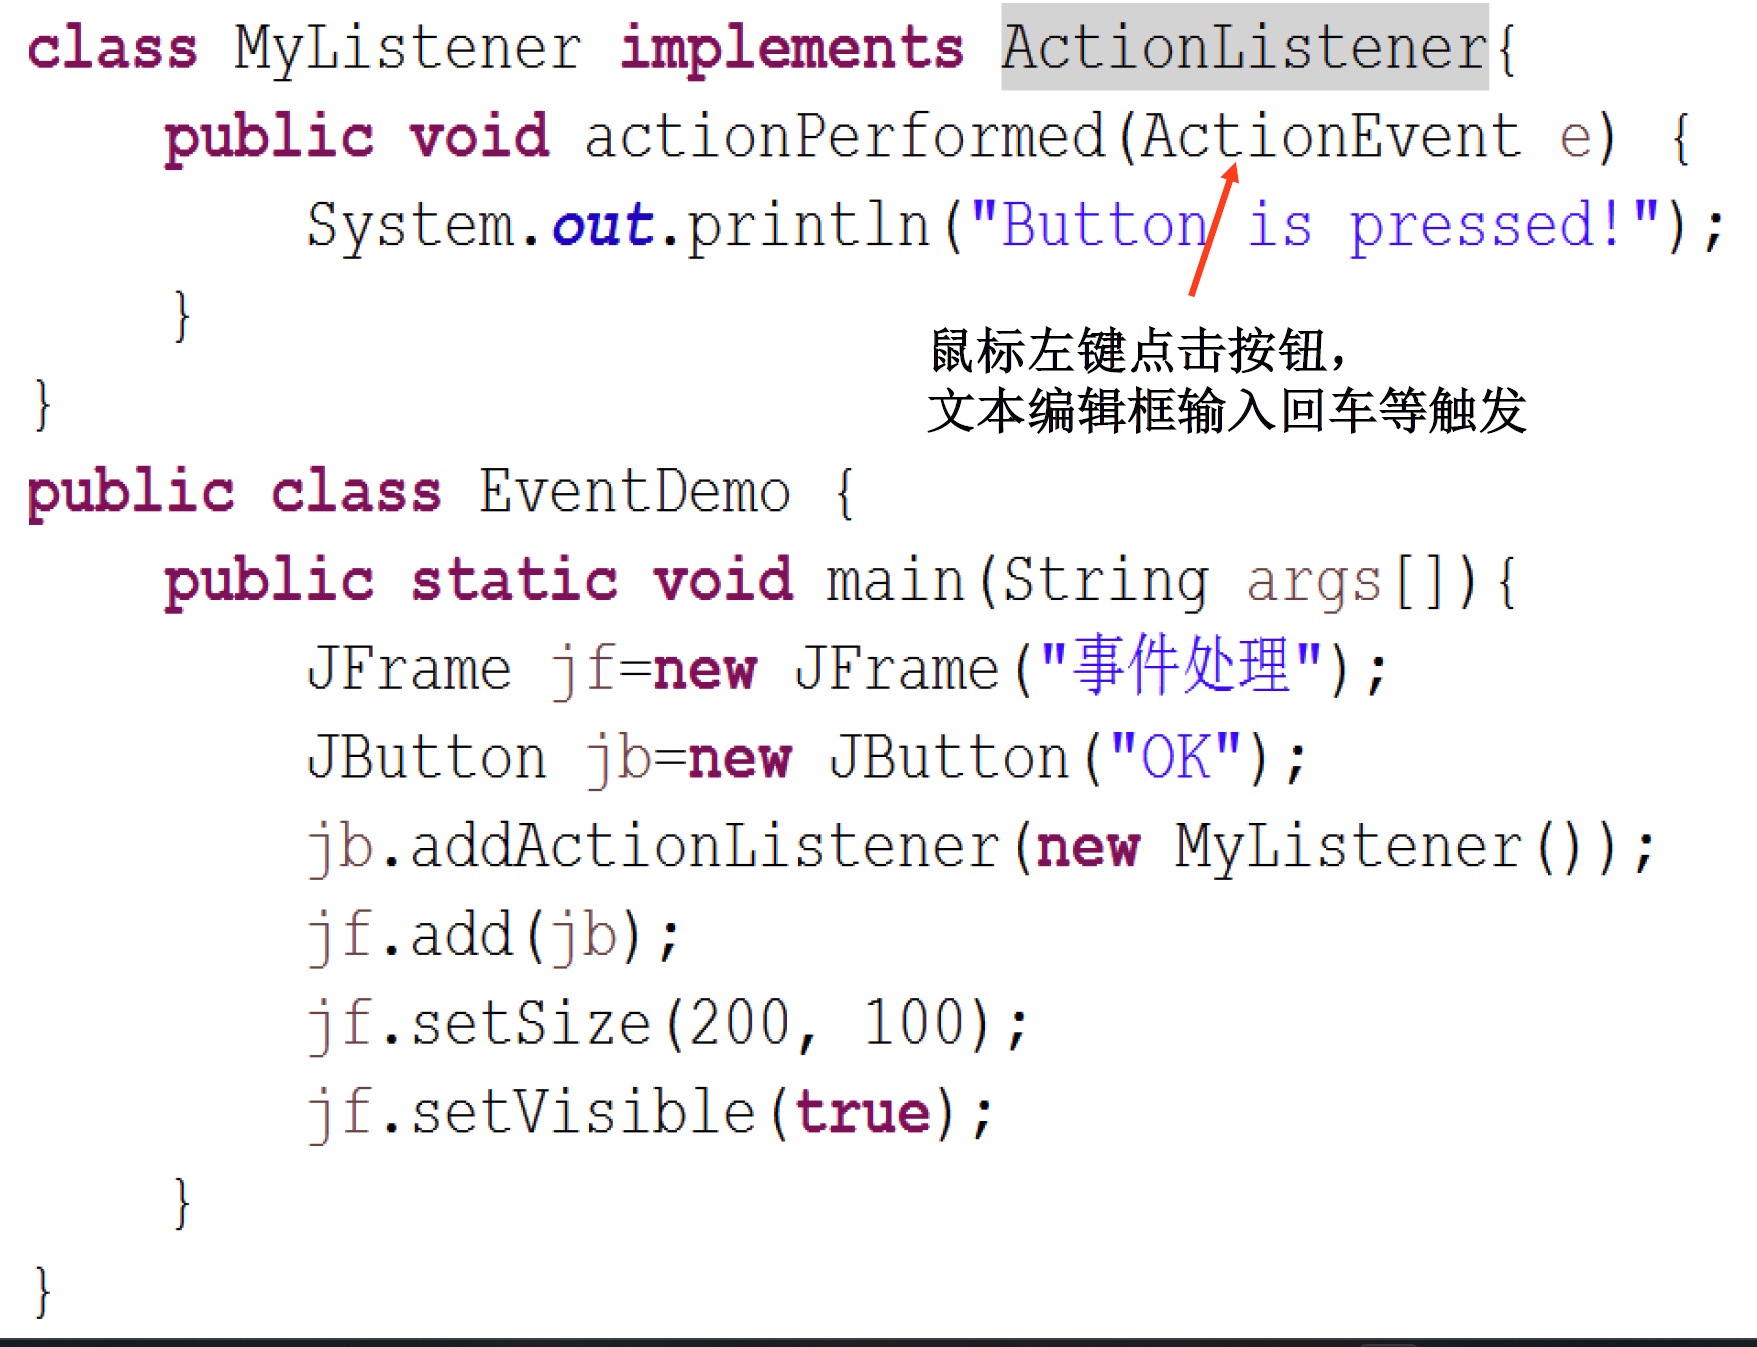 class MyListener implements ActionListener{
public void actionPerformed(ActionEvent e) {
System.out.println("Button is pressed!");
}
鼠标左键点击按钮，
文本编辑框输入回车等触发
}
public class EventDemo {
public static void main(String args[]){
JFrame jf=new JFrame("事件处理");
JButton jb=new JButton("OK");
jb.addActionListener(new MyListener());
jf.add(jb);
jf.setSize(200, 100);
jf.setVisible(true);
}
}